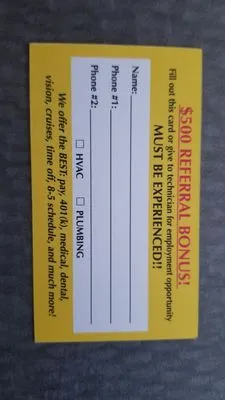 $500 REFERRAL BONUS!
Fill out this card or give to technician for employment opportunity
MUST BE EXPERIENCED!!
Name:
Phone #1:
Phone #2:
☐ HVAC ☐ PLUMBING
We offer the BEST: pay, 401(k), medical, dental,
vision, cruises, time off, 8-5 schedule, and much more!